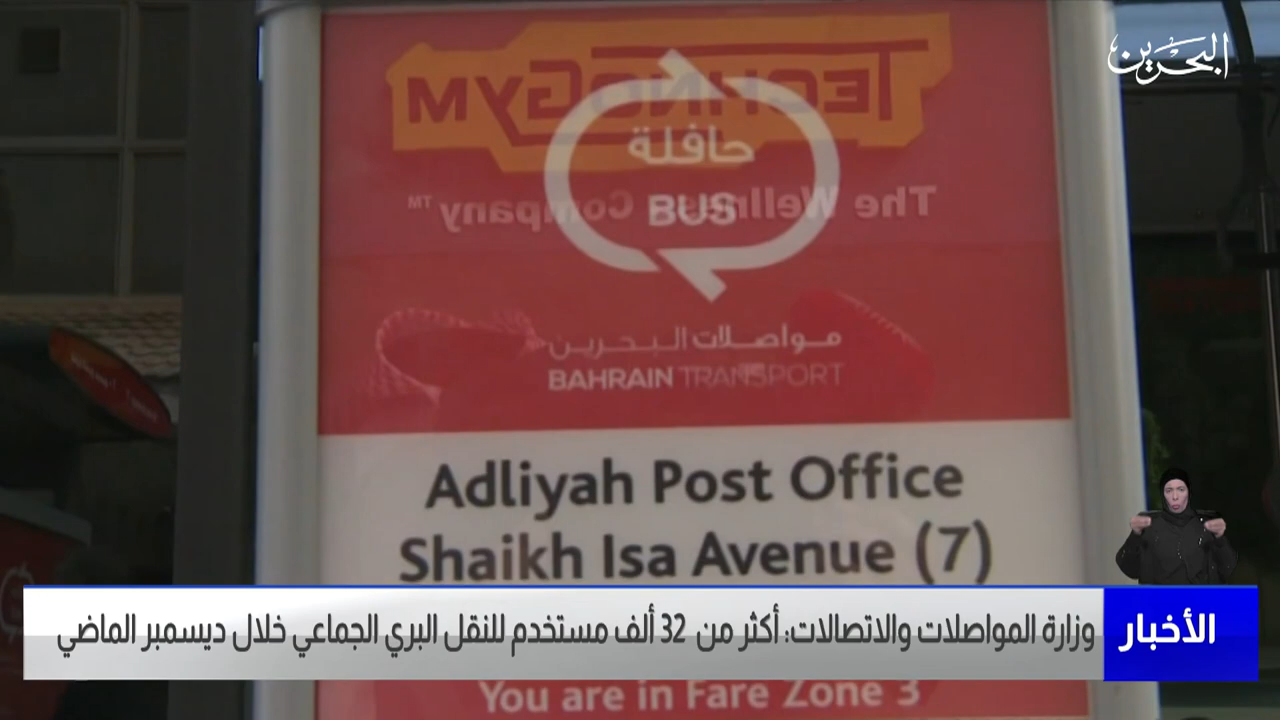 البحرين
TECHNOGYM
حافلة
BUS
The Wellness Company™
مواصلات البحرين
BAHRAIN TRANSPORT
Adliyah Post Office
Shaikh Isa Avenue (7)
الأخبار
وزارة المواصلات والاتصالات: أكثر من 32 ألف مستخدم للنقل البري الجماعي خلال ديسمبر الماضي
You are in Fare Zone 3